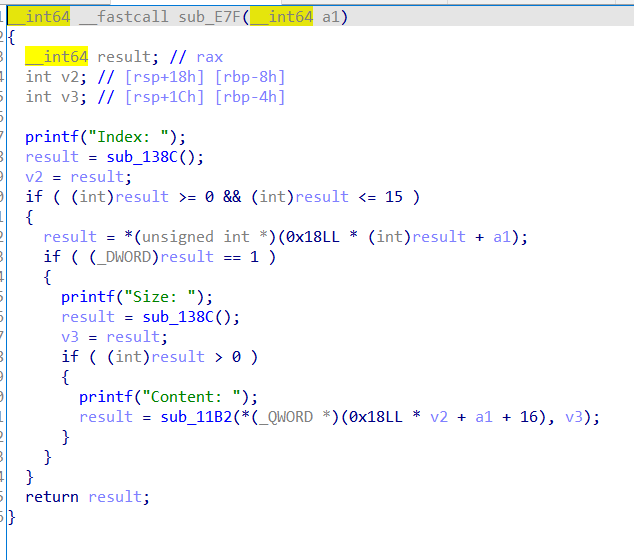 __int64 __fastcall sub_E7F(__int64 a1)
{
  __int64 result; // rax
  int v2; // [rsp+18h] [rbp-8h]
  int v3; // [rsp+1Ch] [rbp-4h]

  printf("Index: ");
  result = sub_138C();
  v2 = result;
  if ( (int)result >= 0 && (int)result <= 15 )
  {
    result = *(unsigned int *)(0x18LL * (int)result + a1);
    if ( (_DWORD)result == 1 )
    {
      printf("Size: ");
      result = sub_138C();
      v3 = result;
      if ( (int)result > 0 )
      {
        printf("Content: ");
        result = sub_11B2(*(_QWORD *)(0x18LL * v2 + a1 + 16), v3);
      }
    }
  }
  return result;
}